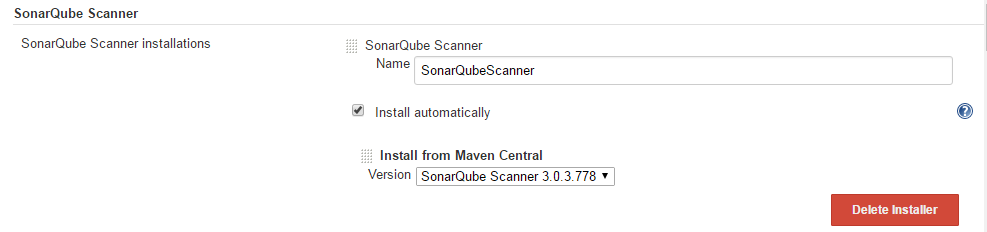 SonarQube Scanner
SonarQube Scanner installations
SonarQube Scanner
Name SonarQubeScanner
Install automatically
?
Install from Maven Central
Version SonarQube Scanner 3.0.3.778
Delete Installer